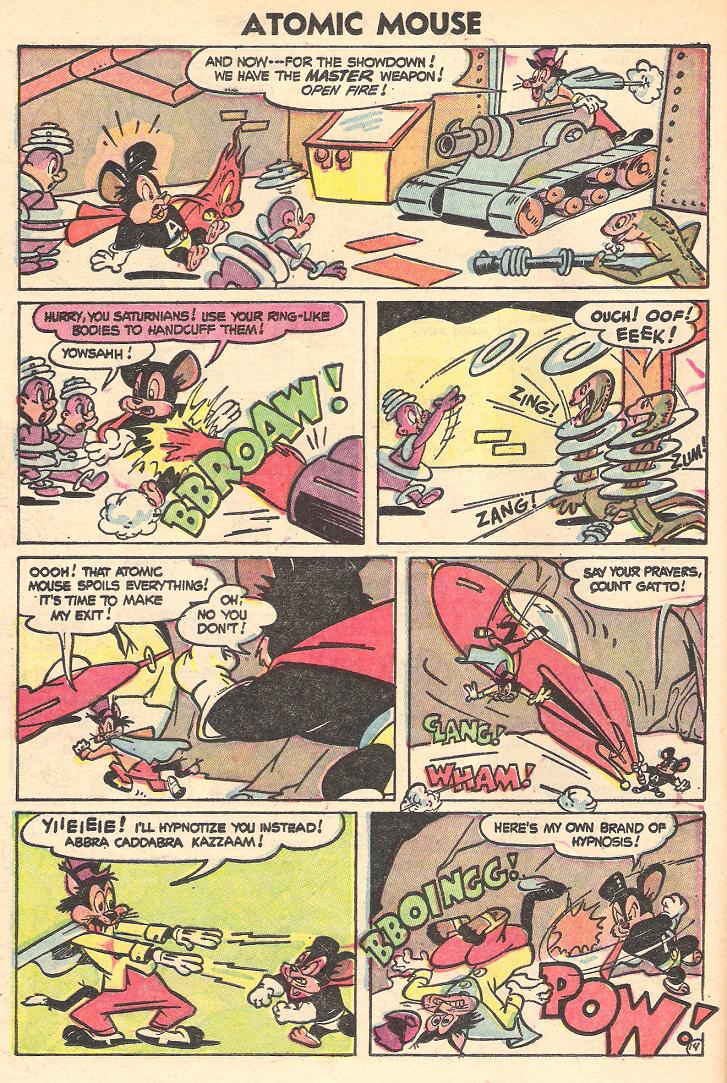 ATOMIC MOUSE
AND NOW---FOR THE SHOWDOWN!
WE HAVE THE MASTER WEAPON!
OPEN FIRE!
A
HURRY, YOU SATURNIANS! USE YOUR RING-LIKE
BODIES TO HANDCUFF THEM!
YOWSAHH!
BBROAW!
OUCH! OOF!
EEEK!
ZING!
ZUM!
ZANG!
OOOH! THAT ATOMIC
MOUSE SPOILS EVERYTHING!
IT'S TIME TO MAKE
MY EXIT!
OH,
NO YOU
DON'T!
SAY YOUR PRAYERS,
COUNT GATTO!
CLANG!
WHAM!
YIIEIEIE! I'LL HYPNOTIZE YOU INSTEAD!
ABBRA CADDABRA KAZZAAM!
HERE'S MY OWN BRAND OF
HYPNOSIS!
BBOINGG!
POW!
14